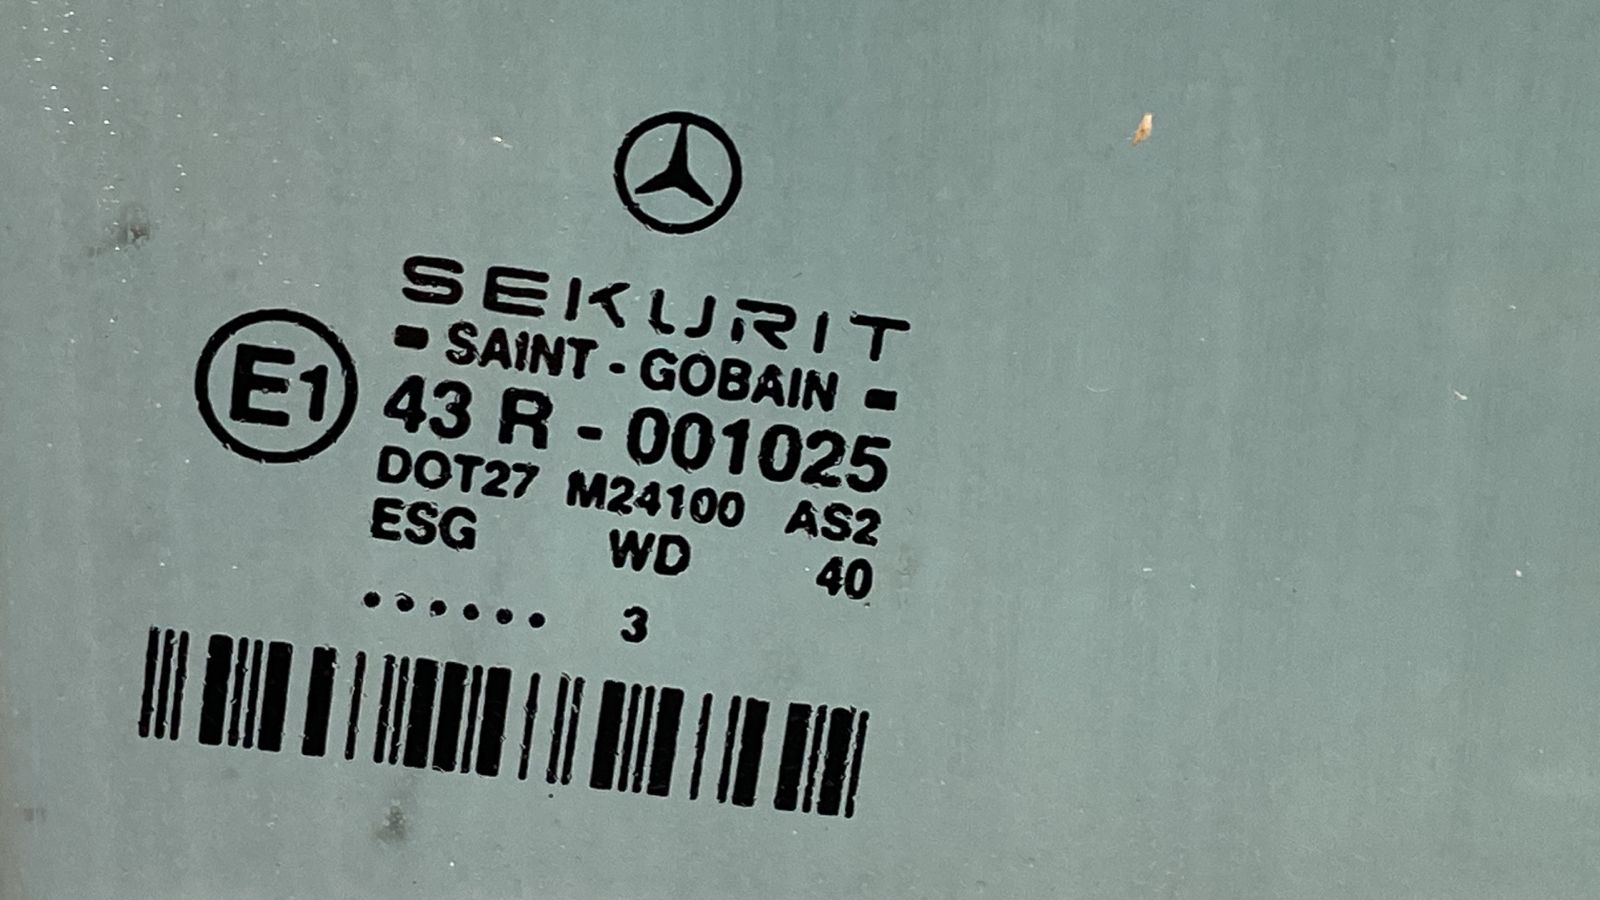 SEKURIT
- SAINT - GOBAIN -
E1
43 R - 001025
DOT27 M24100 AS2
ESG WD 40
...... 3